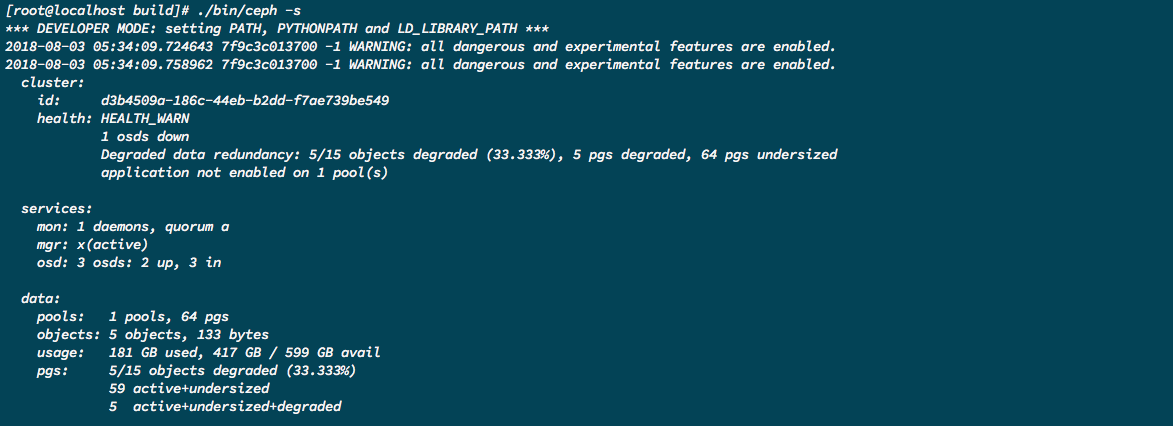 [root@localhost build]# ./bin/ceph -s
*** DEVELOPER MODE: setting PATH, PYTHONPATH and LD_LIBRARY_PATH ***
2018-08-03 05:34:09.724643 7f9c3c013700 -1 WARNING: all dangerous and experimental features are enabled.
2018-08-03 05:34:09.758962 7f9c3c013700 -1 WARNING: all dangerous and experimental features are enabled.
  cluster:
    id:     d3b4509a-186c-44eb-b2dd-f7ae739be549
    health: HEALTH_WARN
            1 osds down
            Degraded data redundancy: 5/15 objects degraded (33.333%), 5 pgs degraded, 64 pgs undersized
            application not enabled on 1 pool(s)
  services:
    mon: 1 daemons, quorum a
    mgr: x(active)
    osd: 3 osds: 2 up, 3 in
  data:
    pools:   1 pools, 64 pgs
    objects: 5 objects, 133 bytes
    usage:   181 GB used, 417 GB / 599 GB avail
    pgs:     5/15 objects degraded (33.333%)
             59 active+undersized
             5  active+undersized+degraded